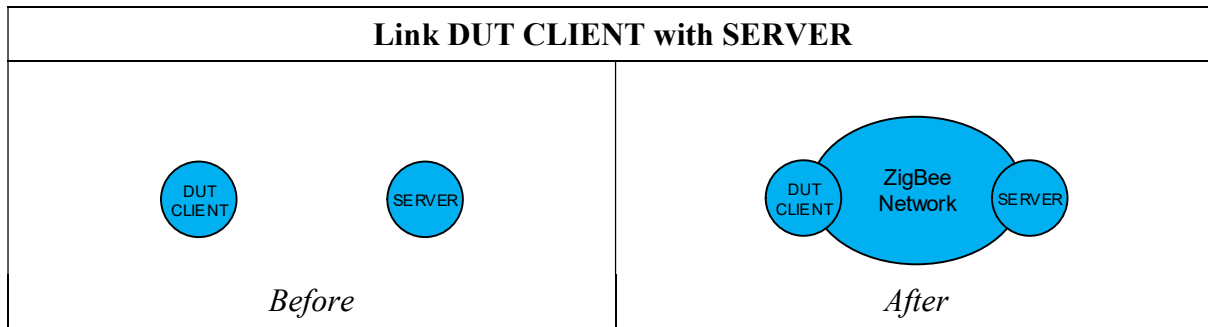 Link DUT CLIENT with SERVER
DUT
CLIENT
SERVER
Before
DUT
CLIENT
ZigBee
Network
SERVER
After